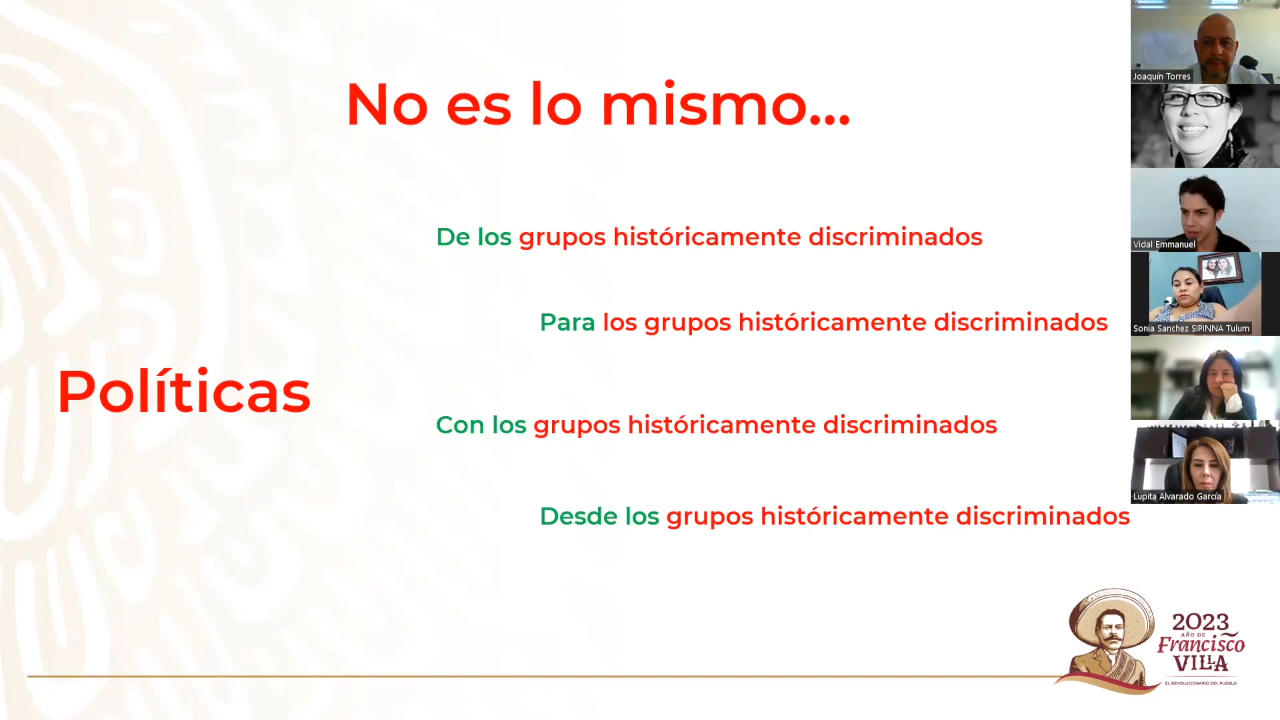 No es lo mismo...
De los grupos históricamente discriminados
Para los grupos históricamente discriminados
Políticas
Con los grupos históricamente discriminados
Desde los grupos históricamente discriminados
Joaquín Torres
Vidal Emmanuel
Sonia Sanchez SIPINNA Tulum
Lupita Alvarado García
2023
AÑO DE
Francisco
VILLA
EL REVOLUCIONARIO DEL PUEBLO